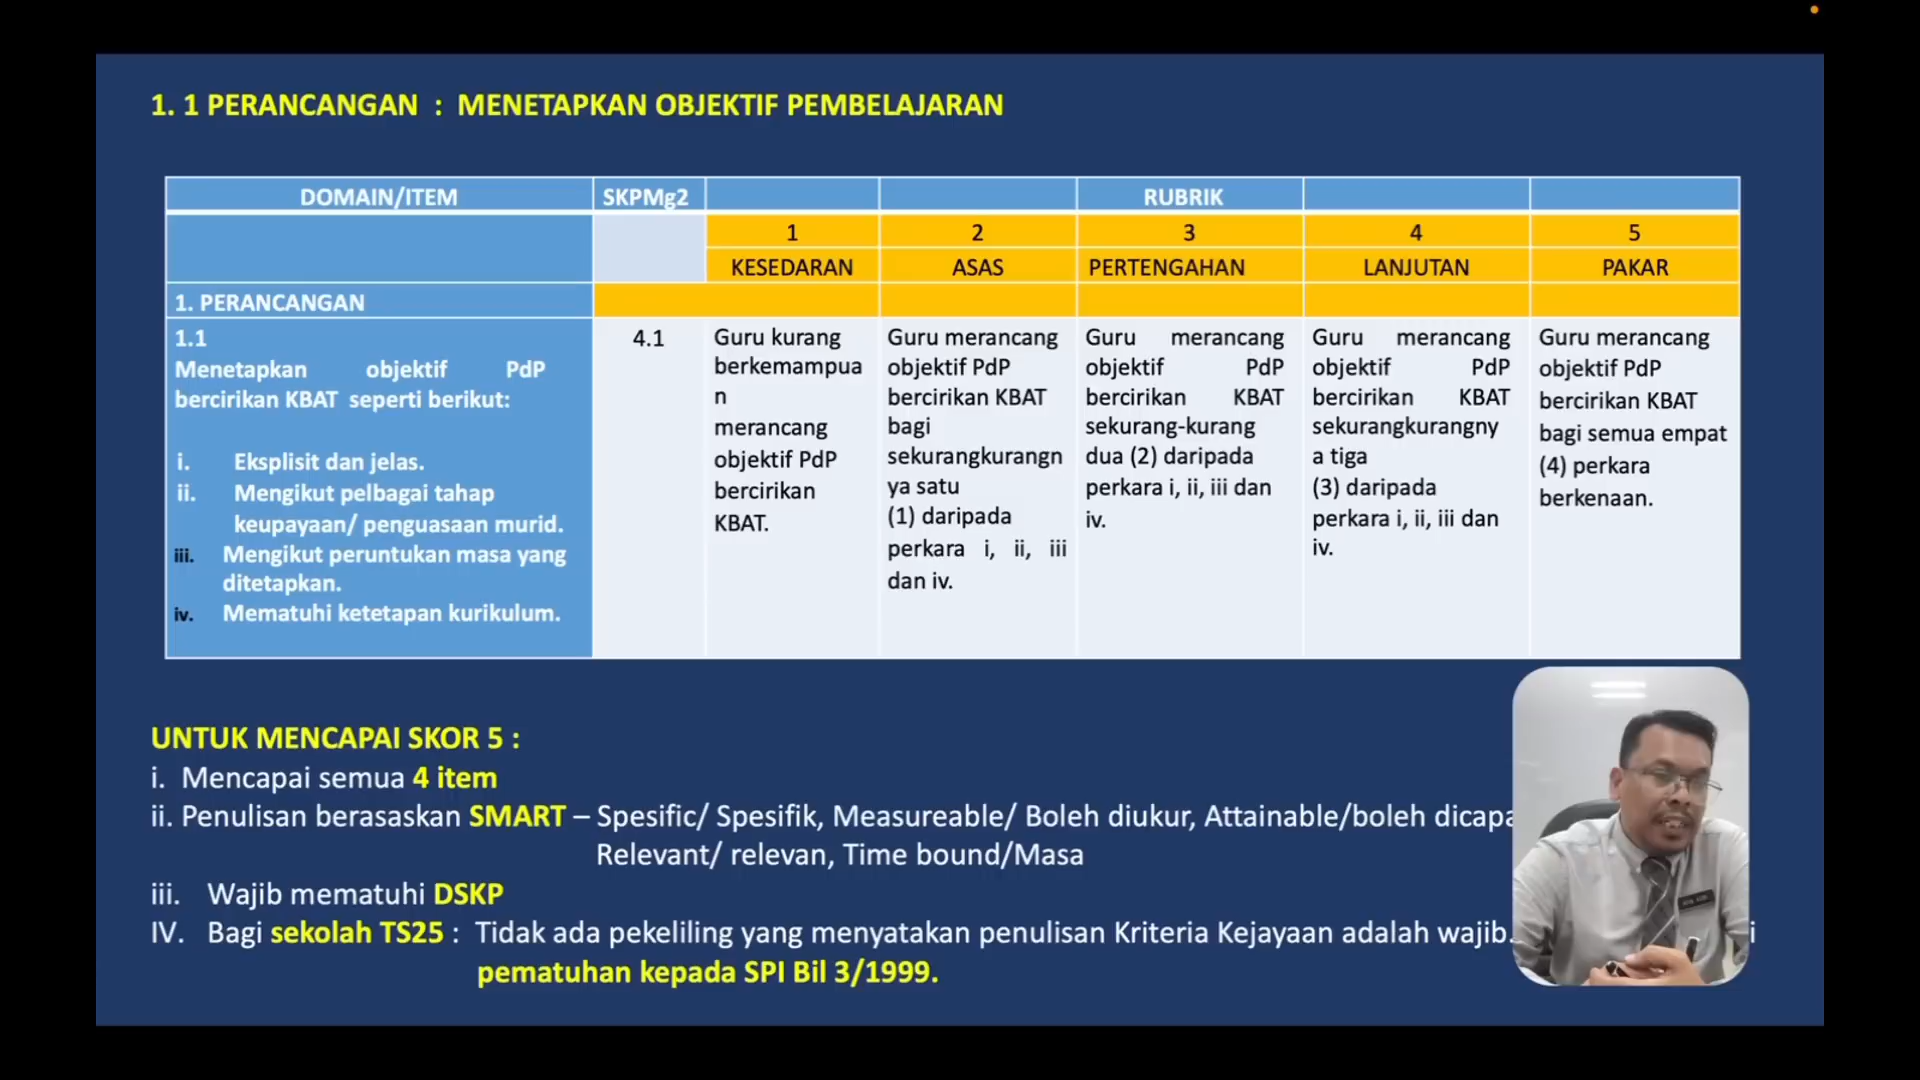 1. 1 PERANCANGAN : MENETAPKAN OBJEKTIF PEMBELAJARAN
DOMAIN/ITEM
SKPMg2
RUBRIK
1
2
3
4
5
KESEDARAN
ASAS
PERTENGAHAN
LANJUTAN
PAKAR
1. PERANCANGAN
1.1
Menetapkan objektif PdP
bercirikan KBAT seperti berikut:
i. Eksplisit dan jelas.
ii. Mengikut pelbagai tahap
keupayaan/ penguasaan murid.
iii. Mengikut peruntukan masa yang
ditetapkan.
iv. Mematuhi ketetapan kurikulum.
4.1
Guru kurang
berkemampua
n
merancang
objektif PdP
bercirikan
KBAT.
Guru merancang
objektif PdP
bercirikan KBAT
bagi
sekurangkurangn
ya satu
(1) daripada
perkara i, ii, iii
dan iv.
Guru merancang
objektif PdP
bercirikan KBAT
sekurang-kurang
dua (2) daripada
perkara i, ii, iii dan
iv.
Guru merancang
objektif PdP
bercirikan KBAT
sekurangkurangny
a tiga
(3) daripada
perkara i, ii, iii dan
iv.
Guru merancang
objektif PdP
bercirikan KBAT
bagi semua empat
(4) perkara
berkenaan.
UNTUK MENCAPAI SKOR 5 :
i. Mencapai semua 4 item
ii. Penulisan berasaskan SMART – Spesific/ Spesifik, Measureable/ Boleh diukur, Attainable/boleh dicapa
Relevant/ relevan, Time bound/Masa
iii. Wajib mematuhi DSKP
IV. Bagi sekolah TS25 : Tidak ada pekeliling yang menyatakan penulisan Kriteria Kejayaan adalah wajib. i
pematuhan kepada SPI Bil 3/1999.